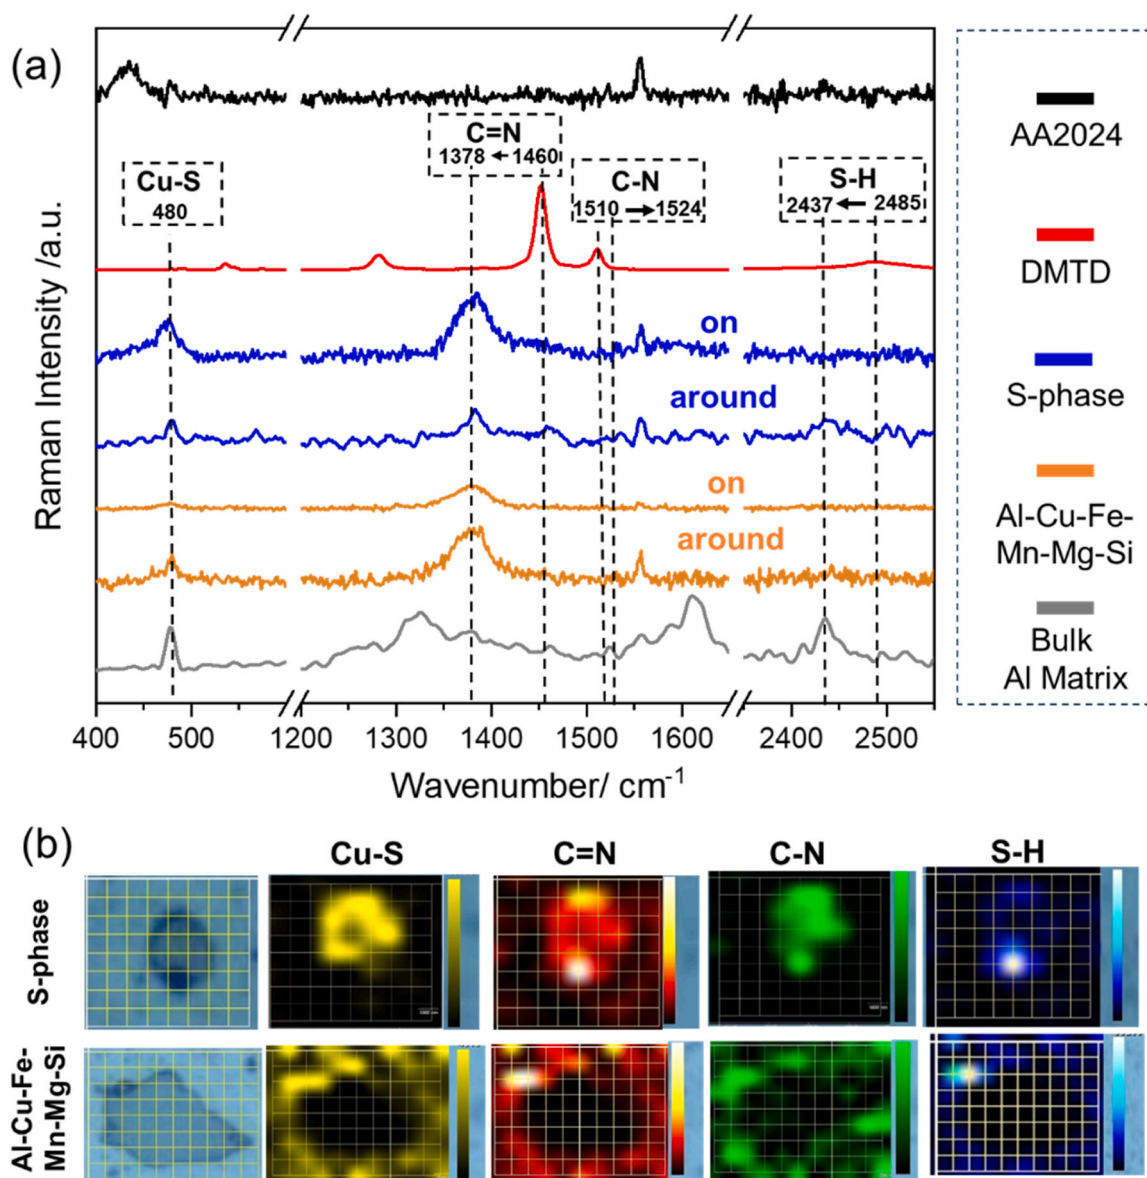 (a)
AA2024
DMTD
S-phase
Al-Cu-Fe-
Mn-Mg-Si
Bulk
Al Matrix
Raman Intensity /a.u.
Cu-S
480
C=N
1378 ← 1460
C-N
1510 → 1524
S-H
2437 ← 2485
on
around
on
around
400 500 1200 1300 1400 1500 1600 2400 2500
Wavenumber/ cm⁻¹
(b)
Cu-S C=N C-N S-H
S-phase
Al-Cu-Fe-
Mn-Mg-Si